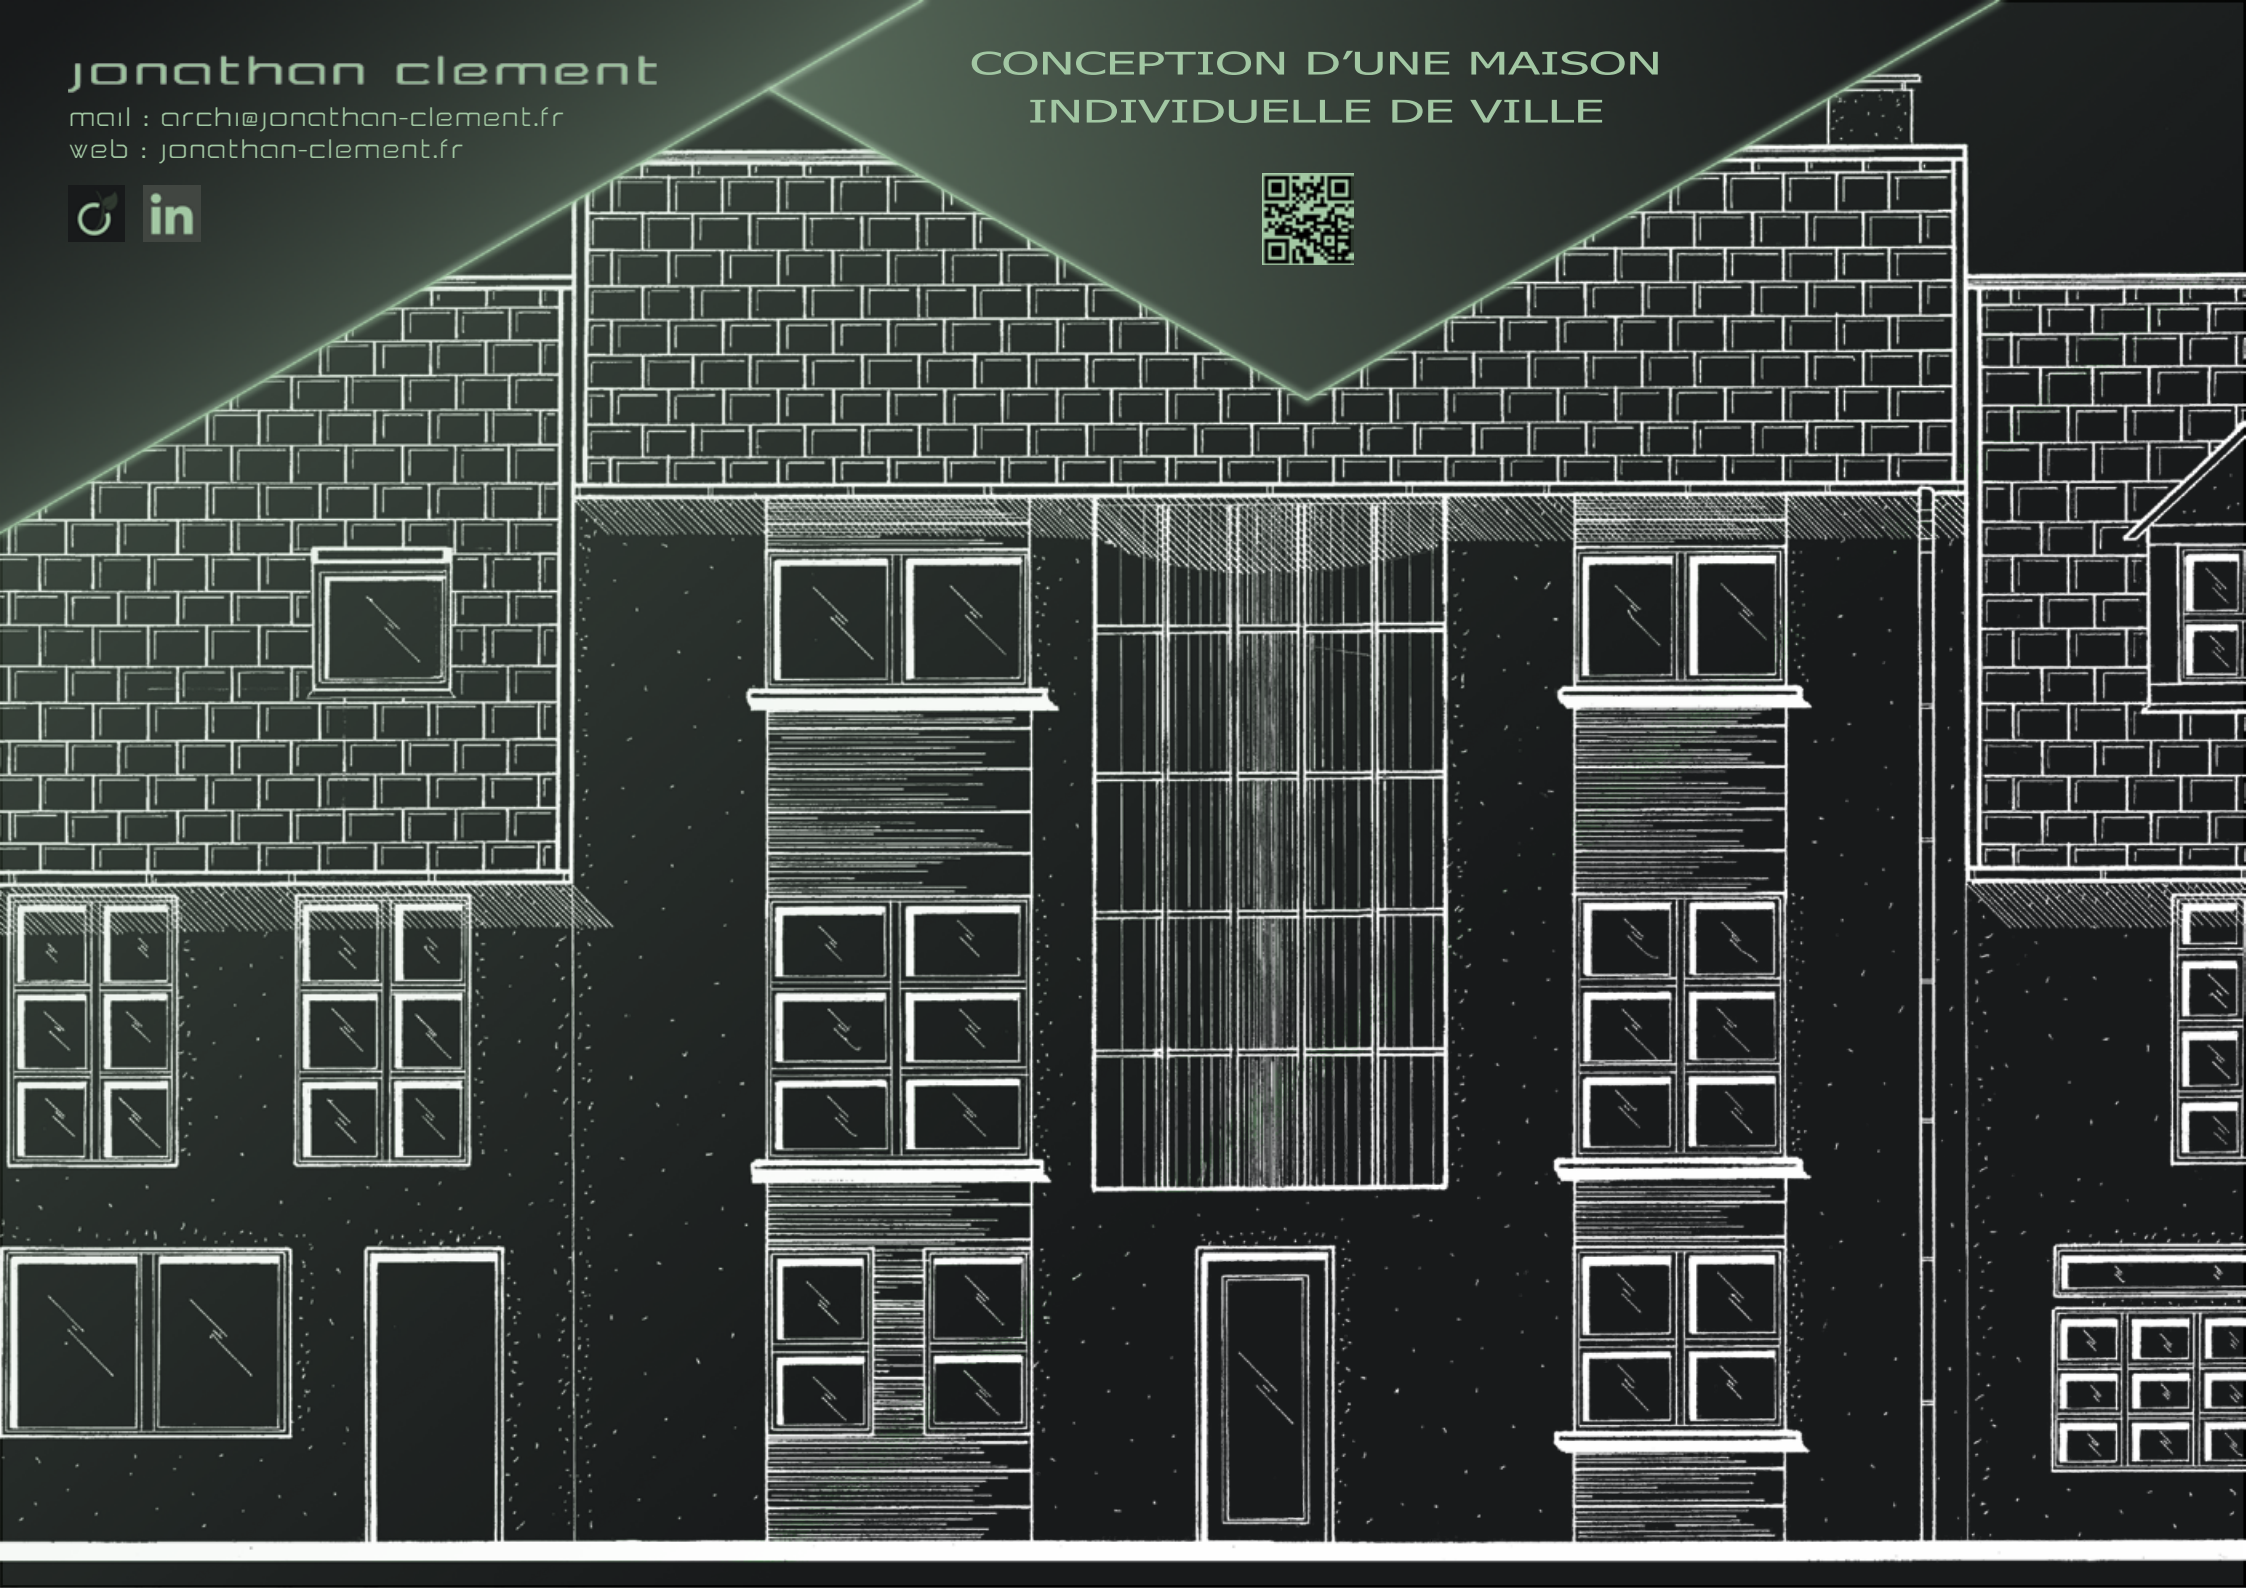 jonathan clement
mail : archi@jonathan-clement.fr
web : jonathan-clement.fr
in
CONCEPTION D’UNE MAISON
INDIVIDUELLE DE VILLE